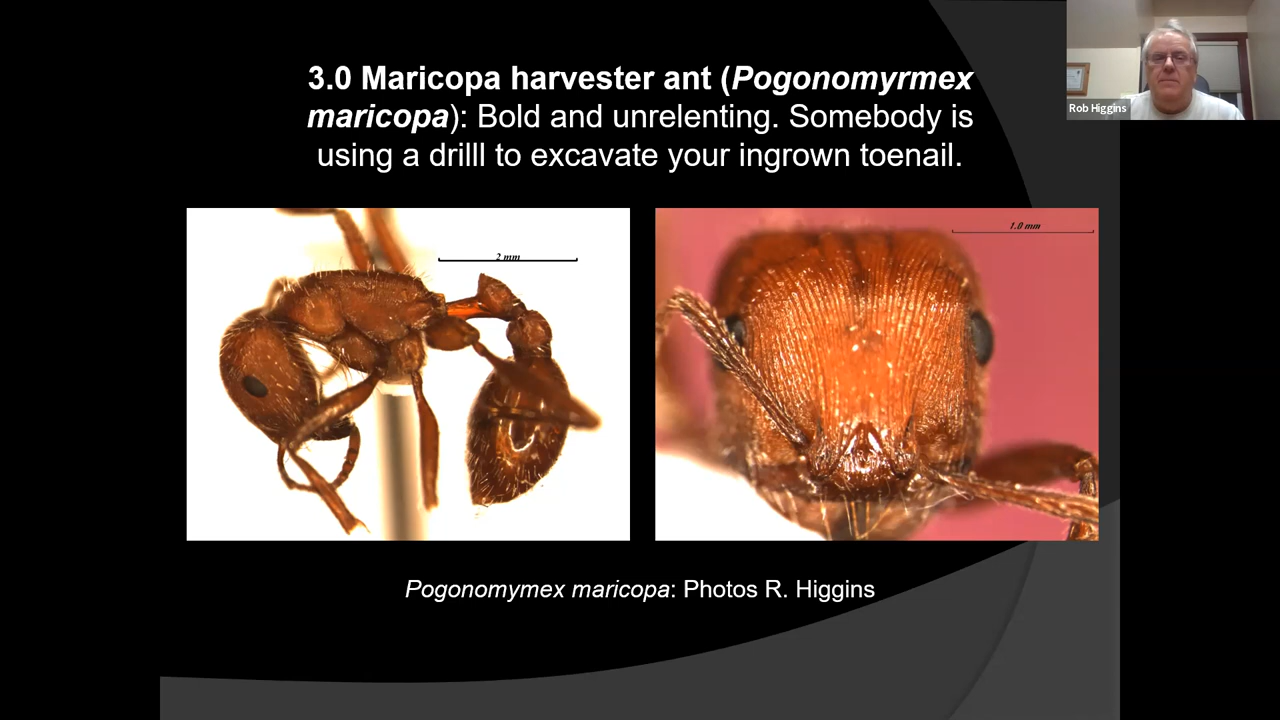 3.0 Maricopa harvester ant (Pogonomyrmex
maricopa): Bold and unrelenting. Somebody is
using a drilll to excavate your ingrown toenail.
Rob Higgins
2 mm
1.0 mm
Pogonomymex maricopa: Photos R. Higgins